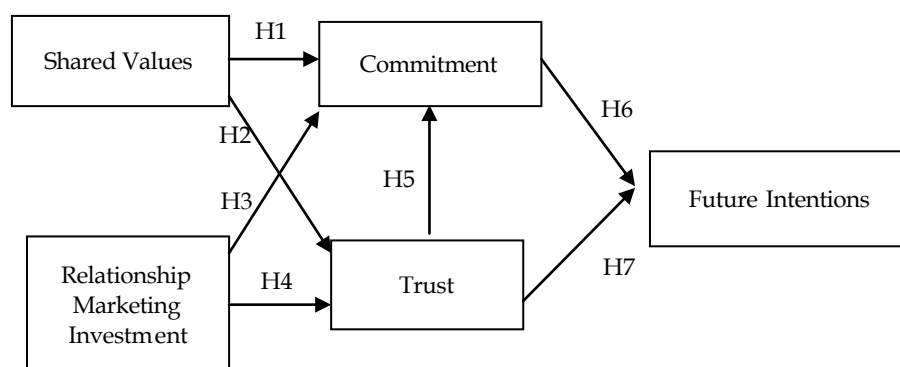 H1
Shared Values
Commitment
H2
H6
H5
H3
Future Intentions
H4
H7
Relationship
Marketing
Investment
Trust